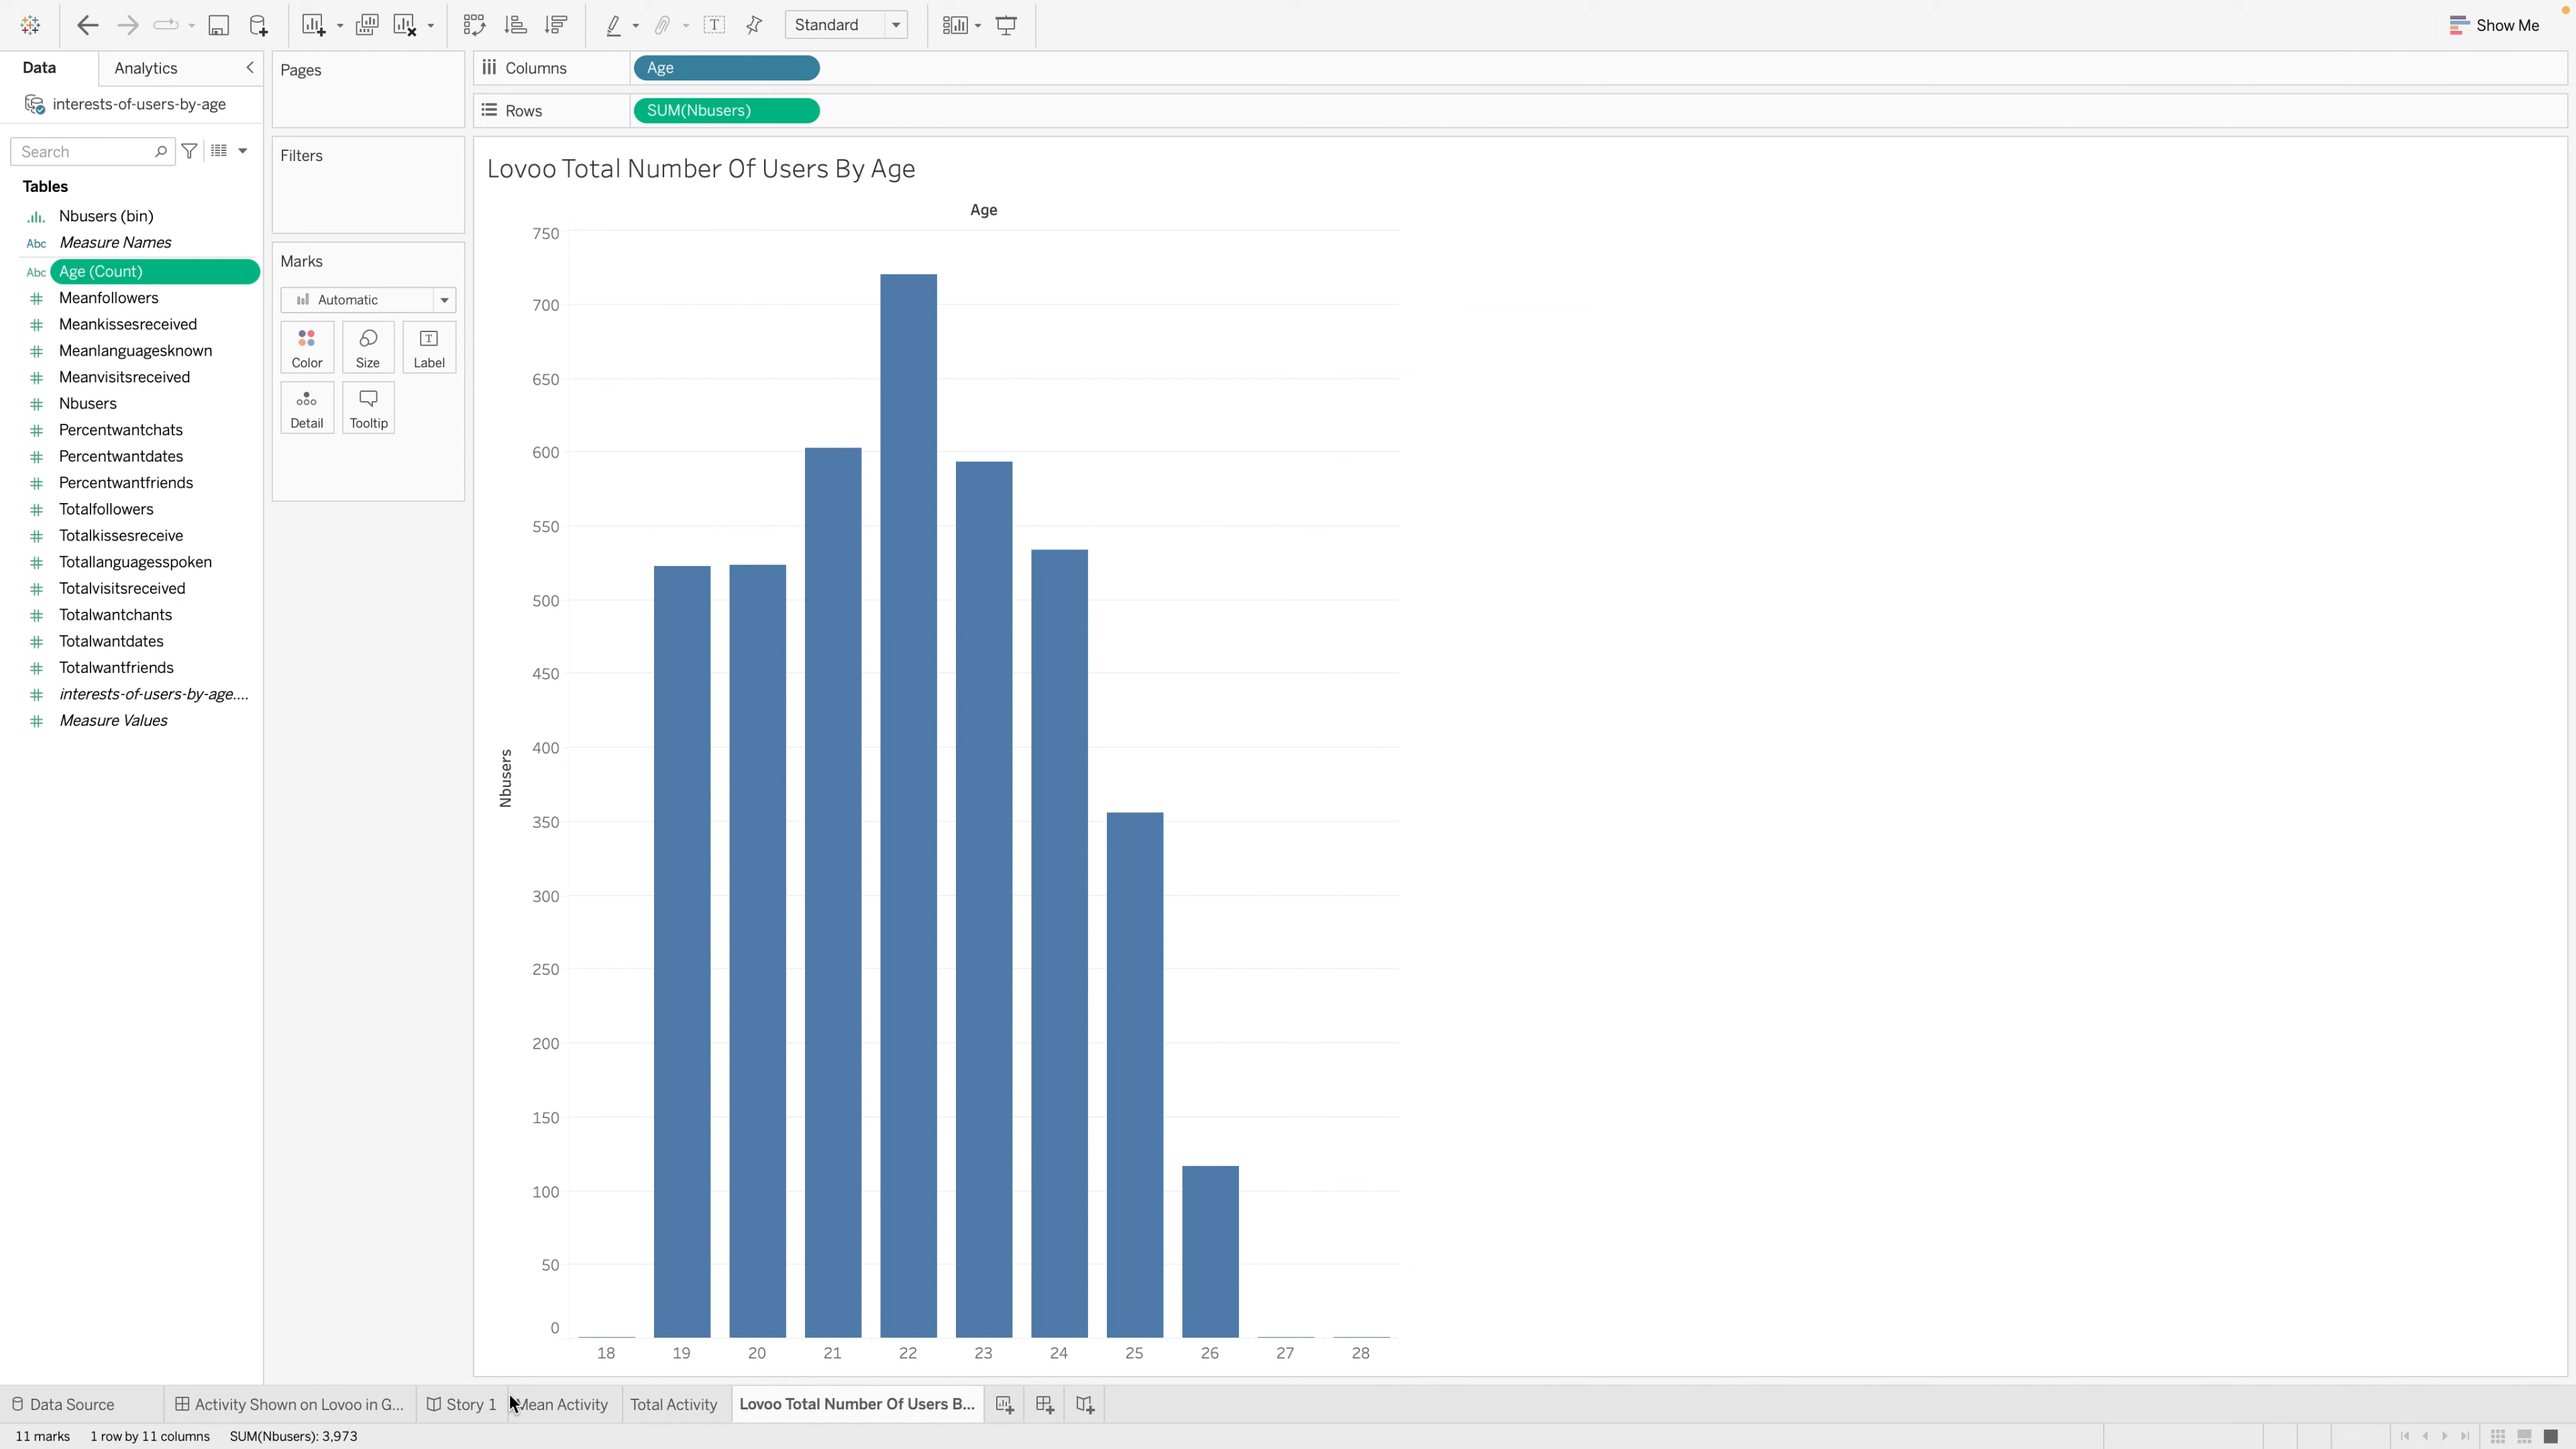 Standard
Show Me
Data
Analytics
interests-of-users-by-age
Search
Tables
Nbusers (bin)
Abc Measure Names
Abc Age (Count)
Meanfollowers
Meankissesreceived
Meanlanguagesknown
Meanvisitsreceived
Nbusers
Percentwantchats
Percentwantdates
Percentwantfriends
Totalfollowers
Totalkissesreceive
Totallanguagesspoken
Totalvisitsreceived
Totalwantchants
Totalwantdates
Totalwantfriends
interests-of-users-by-age....
Measure Values
Pages
Filters
Marks
Automatic
Color
Size
T
Label
Detail
Tooltip
Columns
Age
Rows
SUM(Nbusers)
Lovoo Total Number Of Users By Age
Age
750
700
650
600
550
500
450
400
350
300
250
200
150
100
50
0
Nbusers
18 19 20 21 22 23 24 25 26 27 28
Data Source
Activity Shown on Lovoo in G...
Story 1
Mean Activity
Total Activity
Lovoo Total Number Of Users B...
11 marks 1 row by 11 columns SUM(Nbusers): 3,973